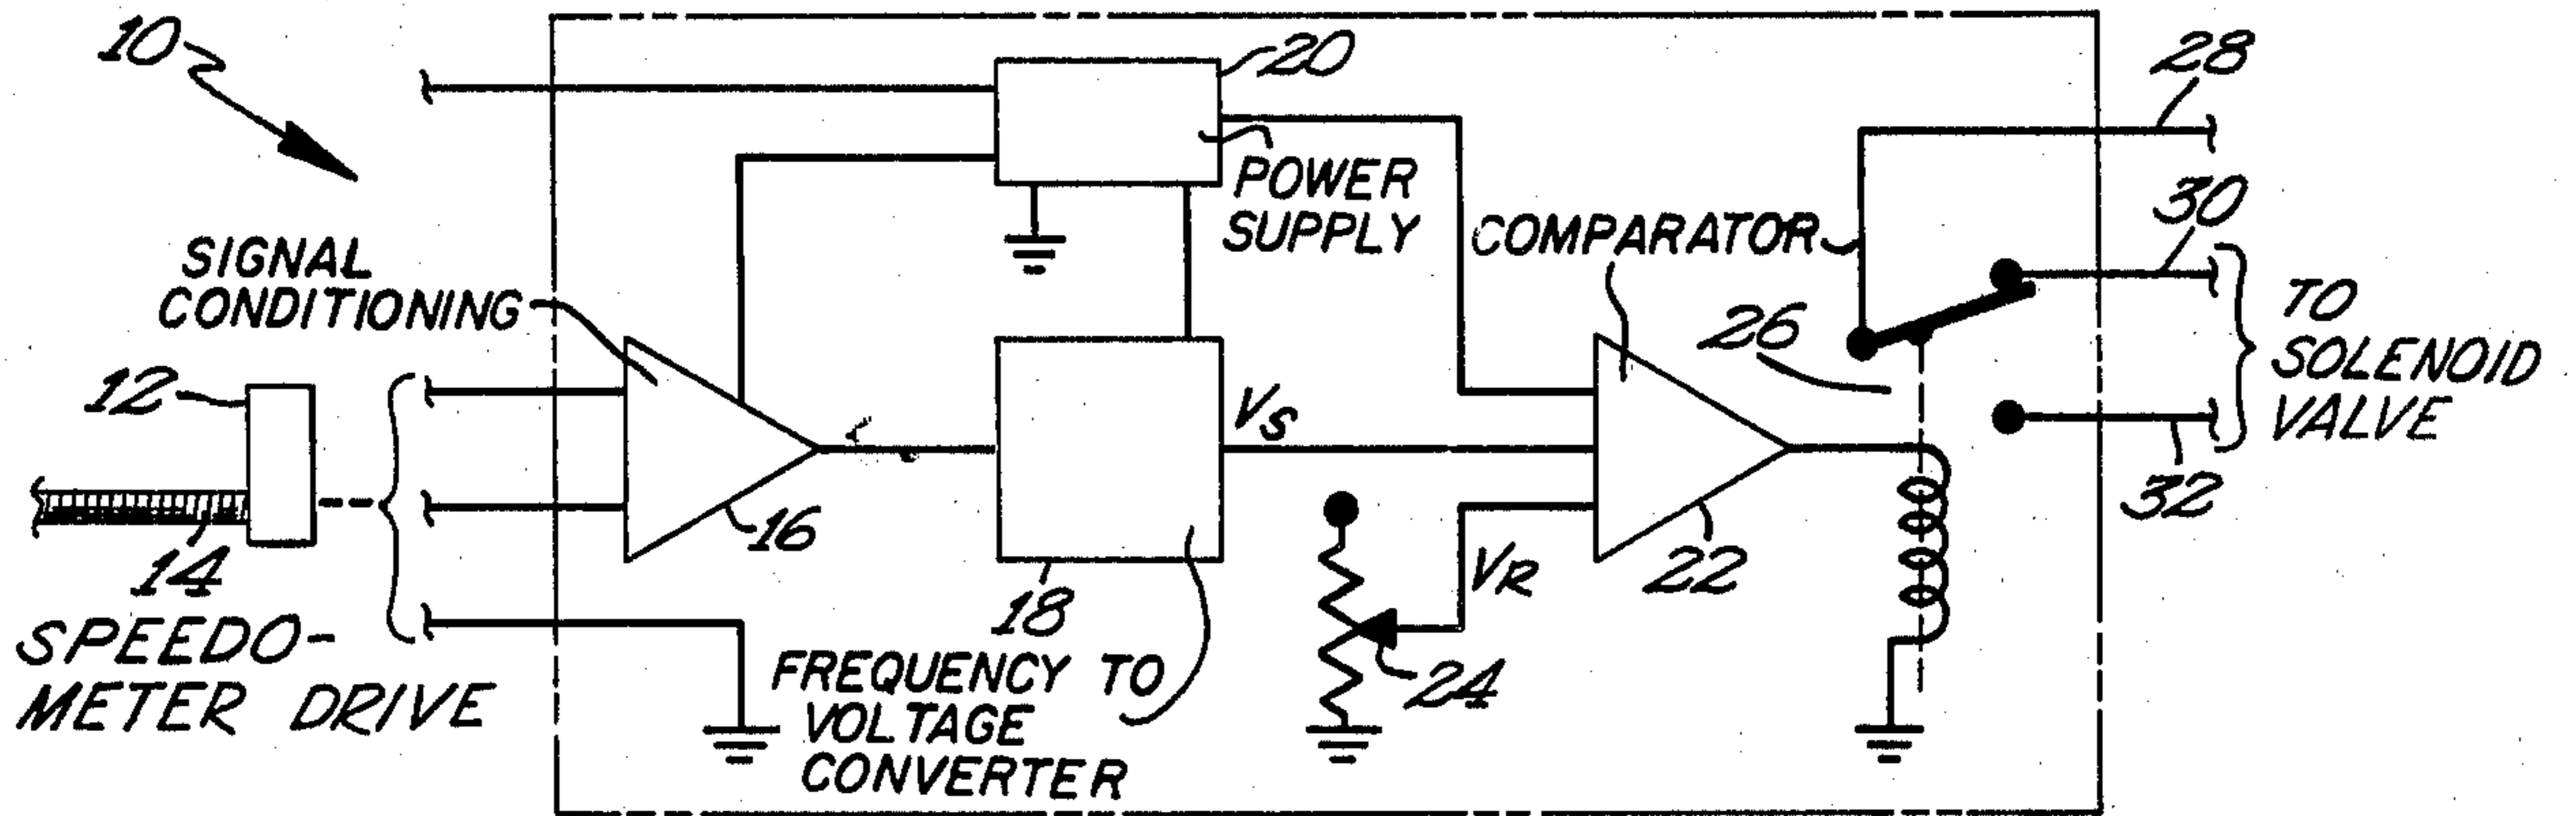 10
20
28
POWER
SUPPLY
COMPARATOR
30
SIGNAL
CONDITIONING
TO
SOLENOID
VALVE
26
12
VS
32
14
16
18
VR
22
24
SPEEDO-
METER DRIVE
FREQUENCY TO
VOLTAGE
CONVERTER